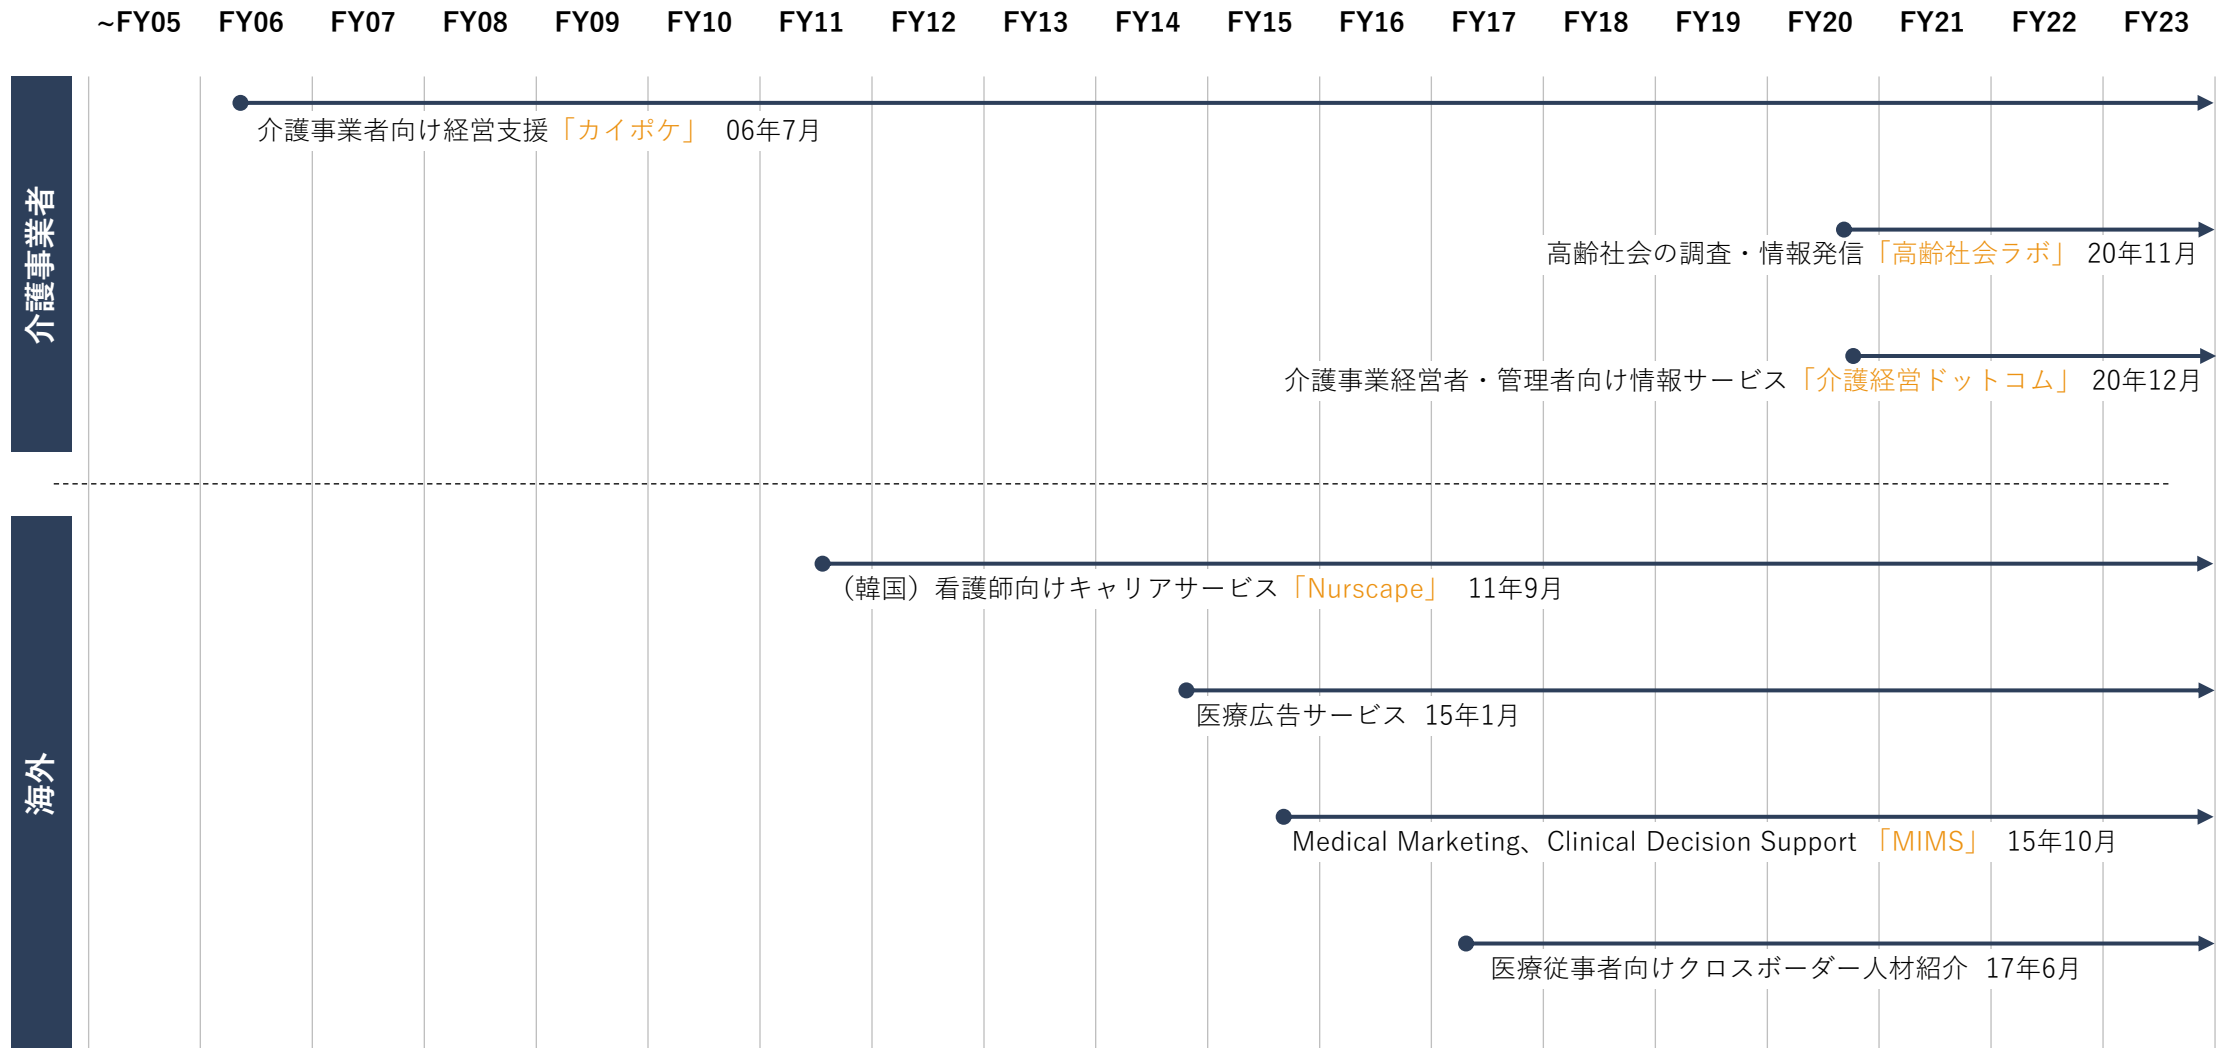 ~FY05 FY06 FY07 FY08 FY09 FY10 FY11 FY12 FY13 FY14 FY15 FY16 FY17 FY18 FY19 FY20 FY21 FY22 FY23
介護事業者
介護事業者向け経営支援「カイポケ」 06年7月
高齢社会の調査・情報発信「高齢社会ラボ」 20年11月
介護事業経営者・管理者向け情報サービス「介護経営ドットコム」 20年12月
海外
（韓国）看護師向けキャリアサービス「Nurscape」 11年9月
医療広告サービス 15年1月
Medical Marketing、Clinical Decision Support 「MIMS」 15年10月
医療従事者向けクロスボーダー人材紹介 17年6月